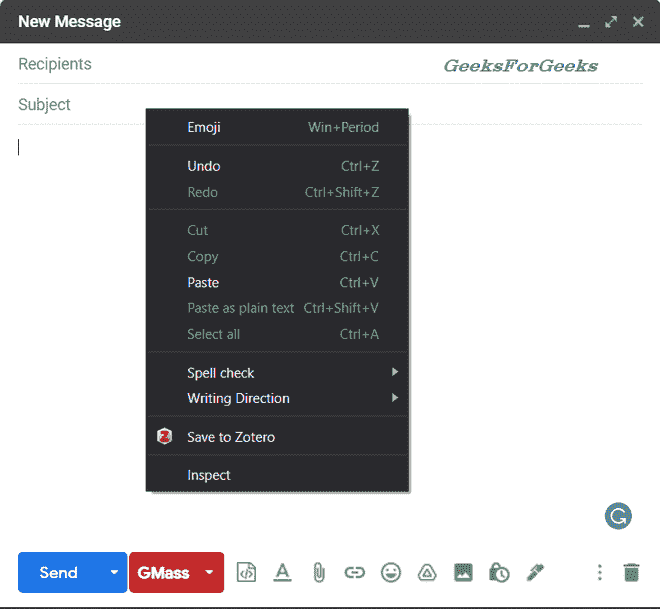 New Message
Recipients
GeeksForGeeks
Subject
Emoji Win+Period
Undo Ctrl+Z
Redo Ctrl+Shift+Z
Cut Ctrl+X
Copy Ctrl+C
Paste Ctrl+V
Paste as plain text Ctrl+Shift+V
Select all Ctrl+A
Spell check
Writing Direction
Z Save to Zotero
Inspect
G
Send GMass
A